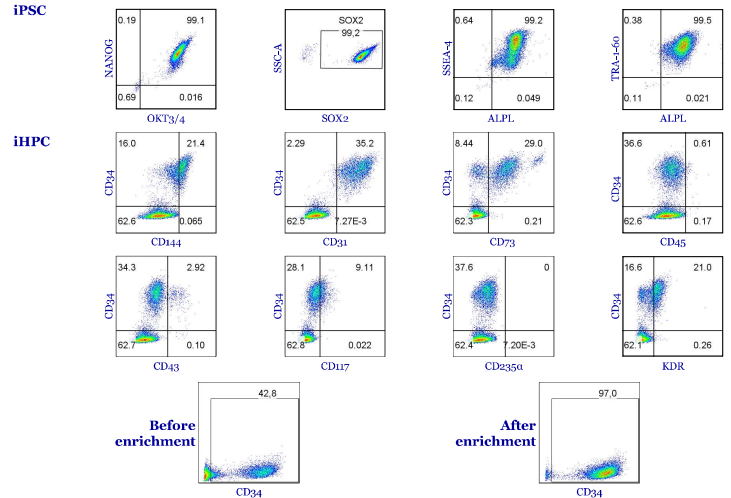 iPSC
0.19 99.1
NANOG
0.69 0.016
OKT3/4
SOX2
99,2
SSC-A
SOX2
0.64 99.2
SSEA-4
0.12 0.049
ALPL
0.38 99.5
TRA-1-60
0.11 0.021
ALPL
iHPC
16.0 21.4
CD34
62.6 0.065
CD144
2.29 35.2
CD34
62.5 7.27E-3
CD31
8.44 29.0
CD34
62.3 0.21
CD73
36.6 0.61
CD34
62.6 0.17
CD45
34.3 2.92
CD34
62.7 0.10
CD43
28.1 9.11
CD34
62.8 0.022
CD117
37.6 0
CD34
62.4 7.20E-3
CD235α
16.6 21.0
CD34
62.1 0.26
KDR
Before
enrichment
42,8
CD34
After
enrichment
97,0
CD34